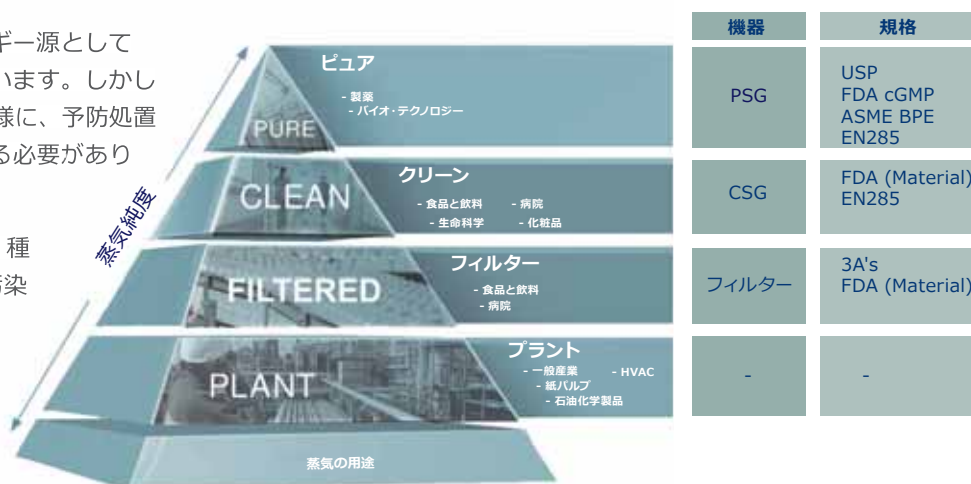 ギー源として
います。しかし
様に、予防処置
る必要があり
種
汚染
蒸気純度
ピュア
- 製薬
- バイオ・テクノロジー
PURE
クリーン
- 食品と飲料 - 病院
- 生命科学 - 化粧品
CLEAN
フィルター
- 食品と飲料
- 病院
FILTERED
プラント
- 一般産業 - HVAC
- 紙パルプ
- 石油化学製品
PLANT
蒸気の用途
機器 規格
PSG
USP
FDA cGMP
ASME BPE
EN285
CSG
FDA (Material)
EN285
フィルター
3A's
FDA (Material)
- -